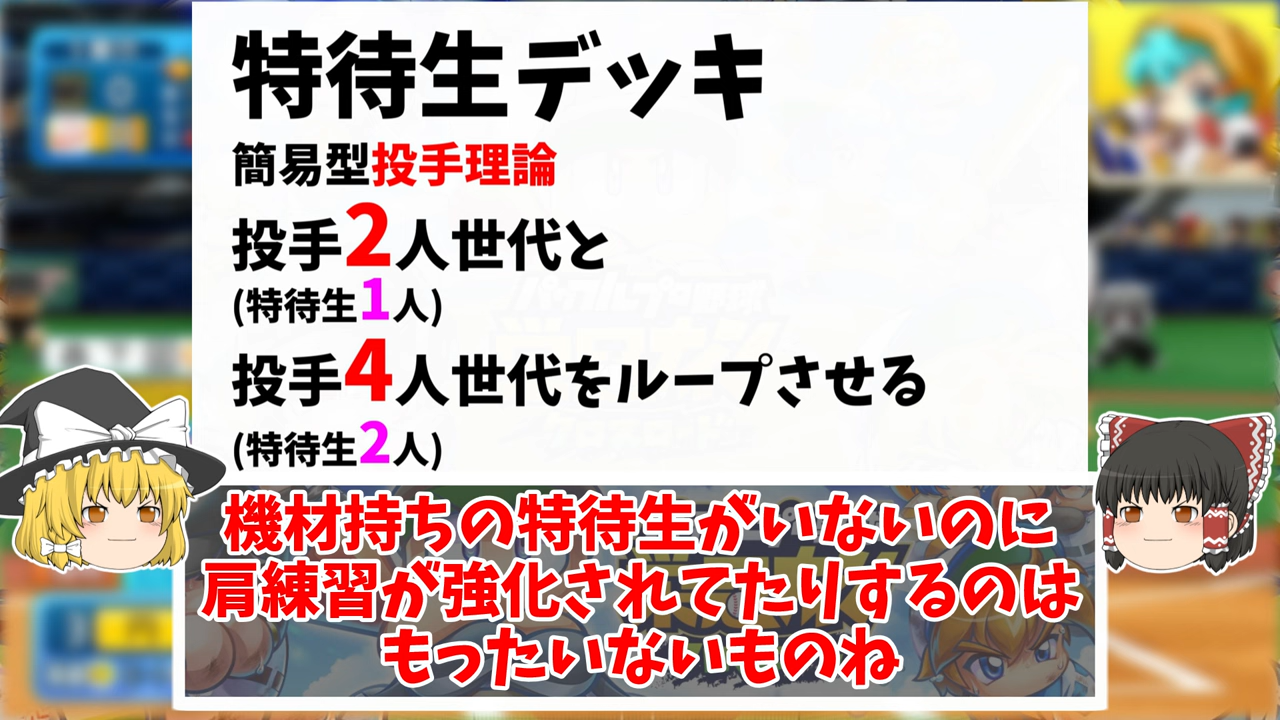 特待生デッキ
簡易型投手理論
投手2人世代と
(特待生1人)
投手4人世代をループさせる
(特待生2人)
機材持ちの特待生がいないのに
肩練習が強化されてたりするのは
もったいないものね